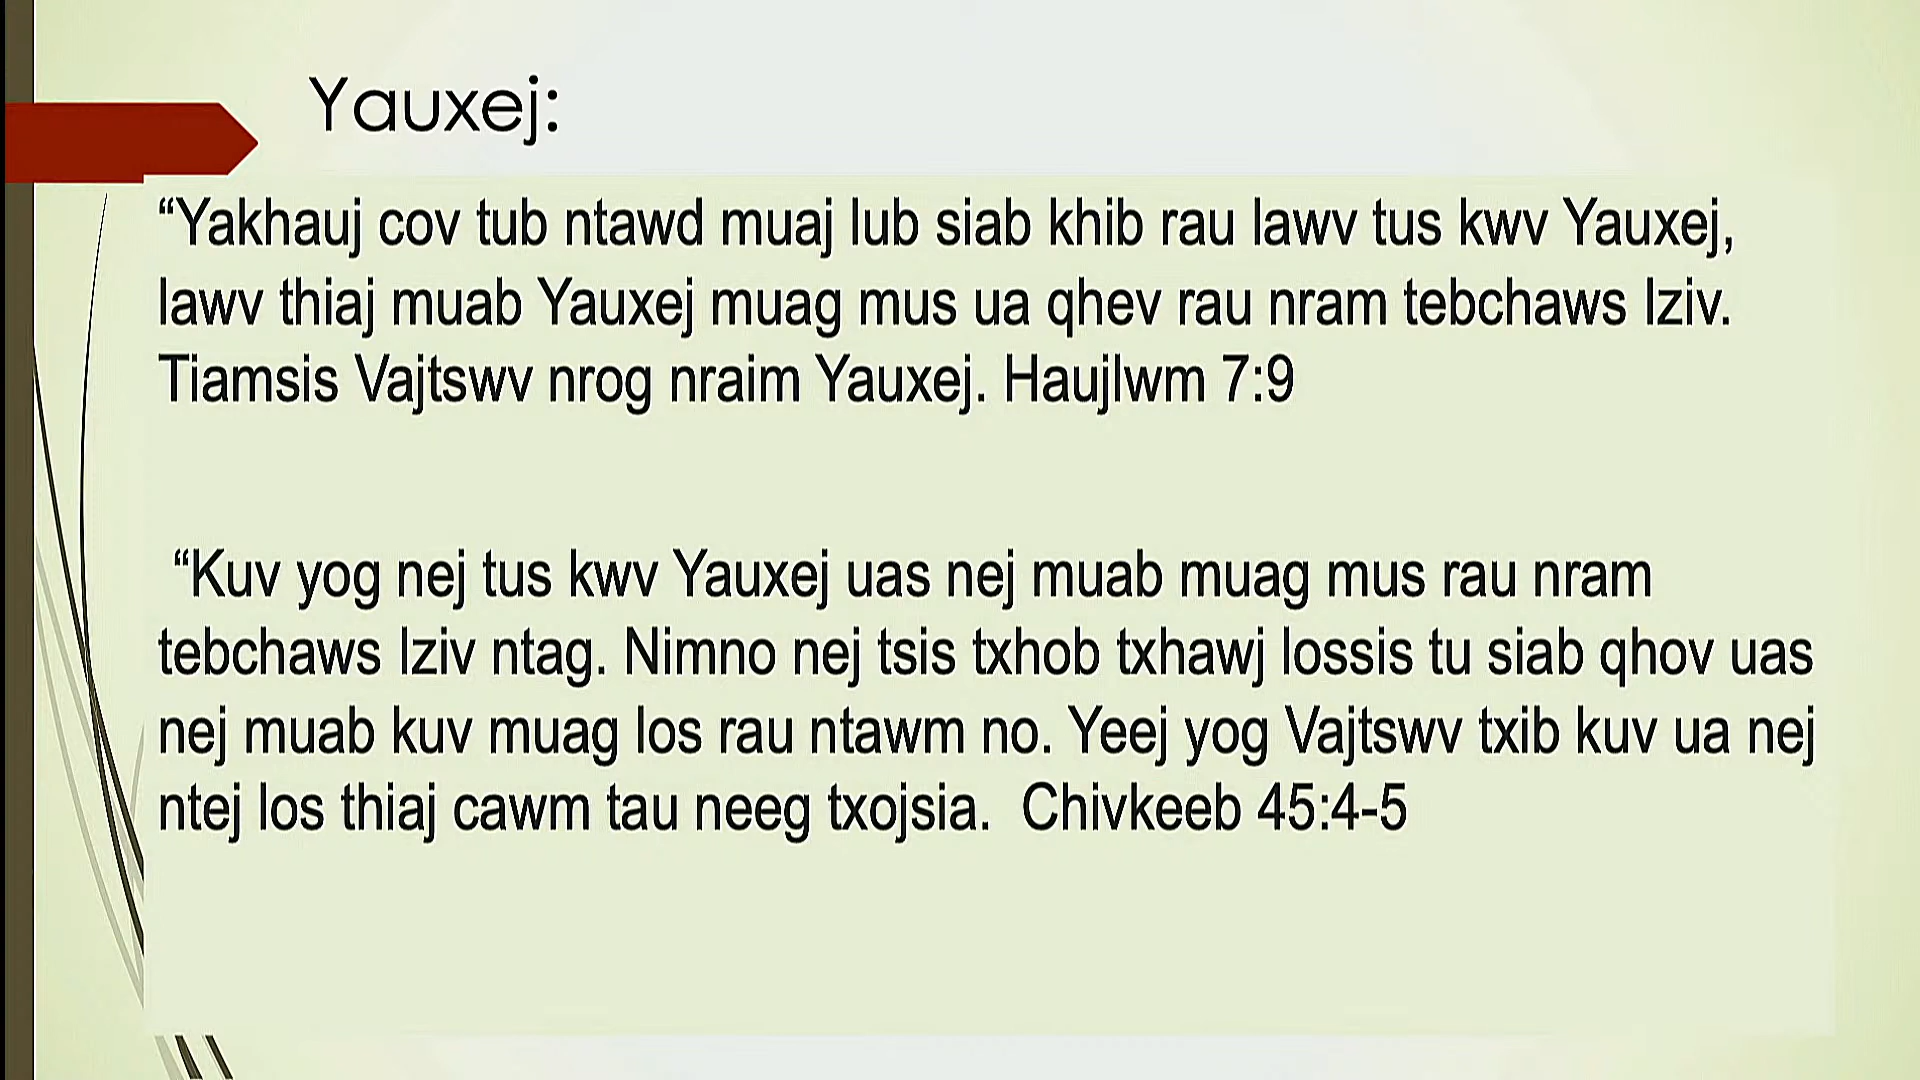 Yauxej:
“Yakhauj cov tub ntawd muaj lub siab khib rau lawv tus kwv Yauxej,
lawv thiaj muab Yauxej muag mus ua qhev rau nram tebchaws Iziv.
Tiamsis Vajtswv nrog nraim Yauxej. Haujlwm 7:9
“Kuv yog nej tus kwv Yauxej uas nej muab muag mus rau nram
tebchaws Iziv ntag. Nimno nej tsis txhob txhawj lossis tu siab qhov uas
nej muab kuv muag los rau ntawm no. Yeej yog Vajtswv txib kuv ua nej
ntej los thiaj cawm tau neeg txojsia.  Chivkeeb 45:4-5